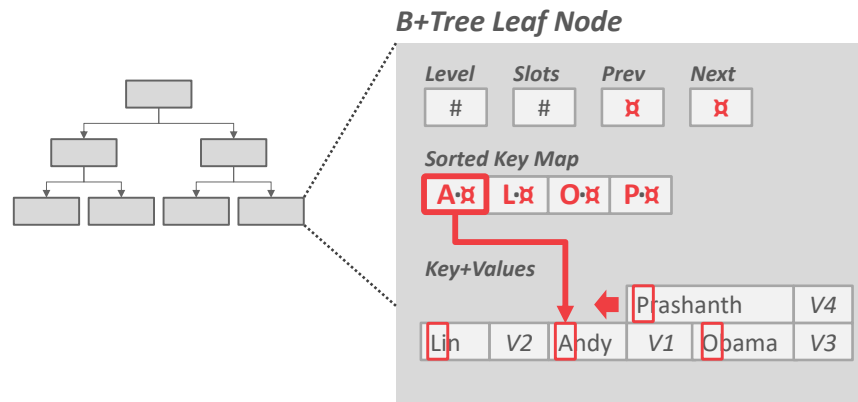 B+Tree Leaf Node
Level Slots Prev Next
# # ¤ ¤
Sorted Key Map
A·¤ L·¤ O·¤ P·¤
Key+Values
Prashanth V4
Lin V2 Andy V1 Obama V3